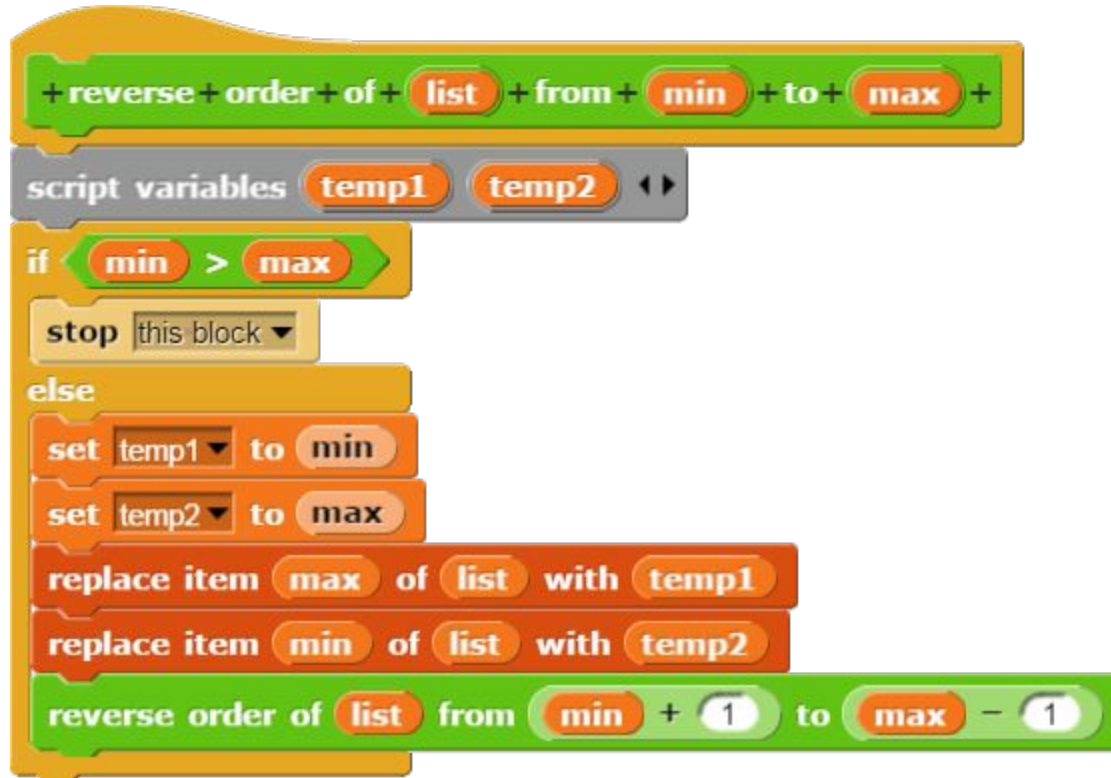 +reverse+order+of+ list +from+ min +to+ max +
script variables temp1 temp2
if min > max
stop this block
else
set temp1 to min
set temp2 to max
replace item max of list with temp1
replace item min of list with temp2
reverse order of list from min + 1 to max - 1